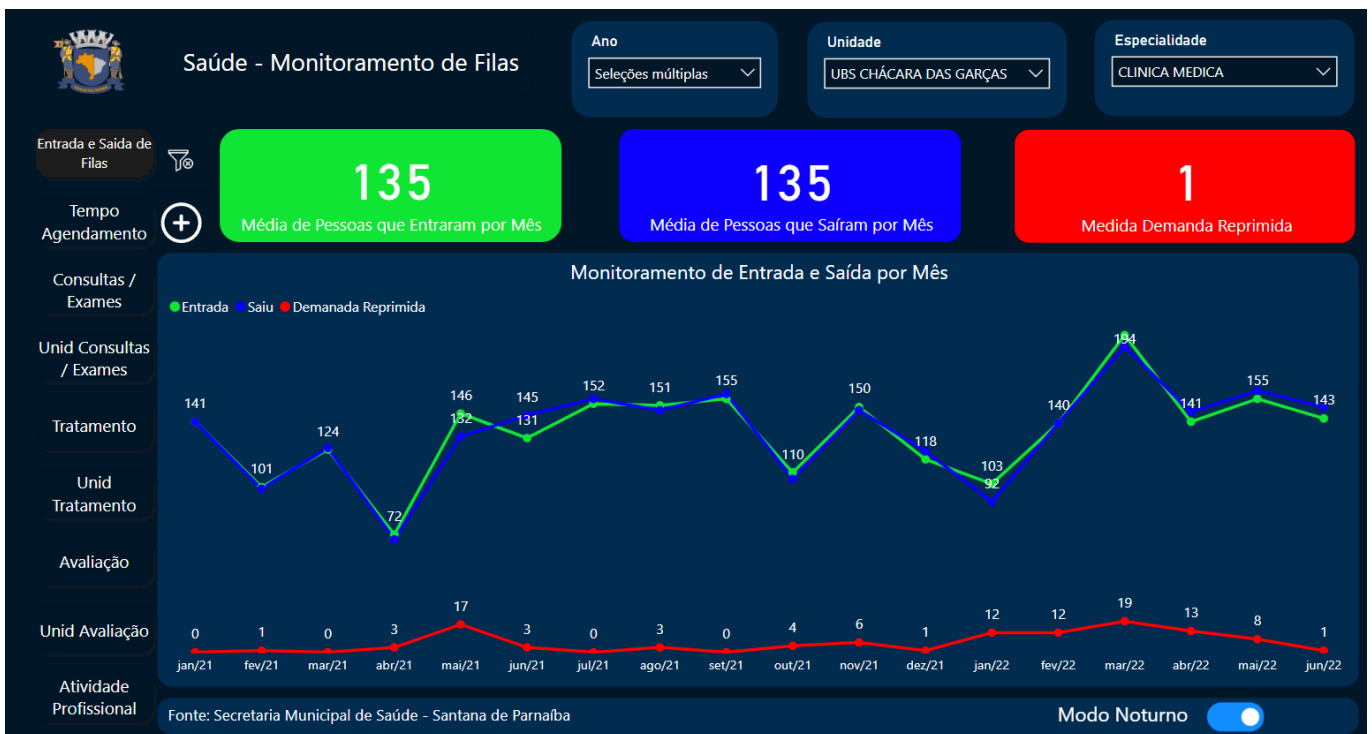 Saúde - Monitoramento de Filas
Ano
Seleções múltiplas
Unidade
UBS CHÁCARA DAS GARÇAS
Especialidade
CLINICA MEDICA
Entrada e Saida de
Filas
Tempo
Agendamento
Consultas /
Exames
Unid Consultas
/ Exames
Tratamento
Unid
Tratamento
Avaliação
Unid Avaliação
Atividade
Profissional
135
Média de Pessoas que Entraram por Mês
135
Média de Pessoas que Saíram por Mês
1
Medida Demanda Reprimida
Monitoramento de Entrada e Saída por Mês
Entrada Saiu Demanada Reprimida
141 101 124 72 146 132 145 131 152 151 155 110 150 118 103 92 140 194 141 155 143
0 1 0 3 17 3 0 3 0 4 6 1 12 12 19 13 8 1
jan/21 fev/21 mar/21 abr/21 mai/21 jun/21 jul/21 ago/21 set/21 out/21 nov/21 dez/21 jan/22 fev/22 mar/22 abr/22 mai/22 jun/22
Fonte: Secretaria Municipal de Saúde - Santana de Parnaíba
Modo Noturno